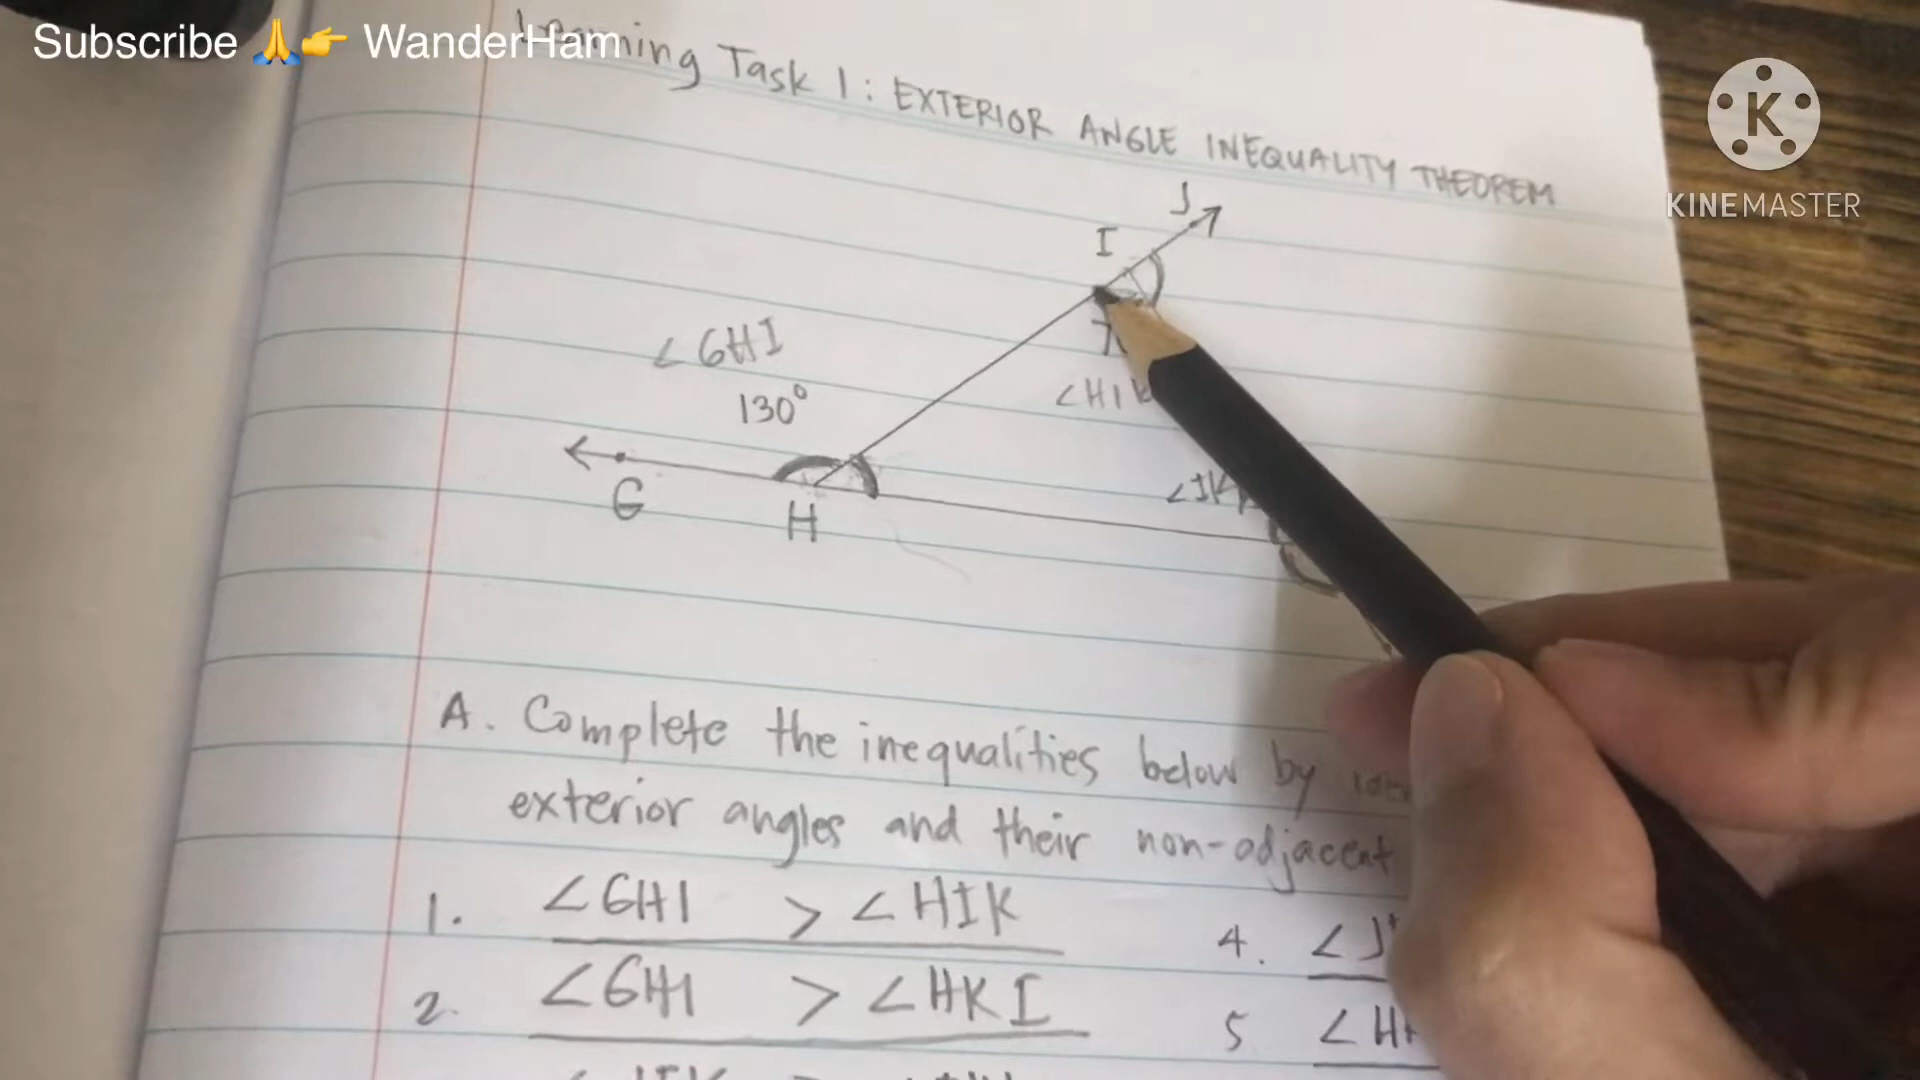 Subscribe 🙏👉 WanderHam
Learning Task 1: EXTERIOR ANGLE INEQUALITY THEOREM
K
KINEMASTER
J
I
∠GHI
130°
∠HIK
G
H
A. Complete the inequalities below by
exterior angles and their non-adjacent
1. ∠GHI > ∠HIK
2. ∠GHI > ∠HKI
4. ∠J
5 ∠H